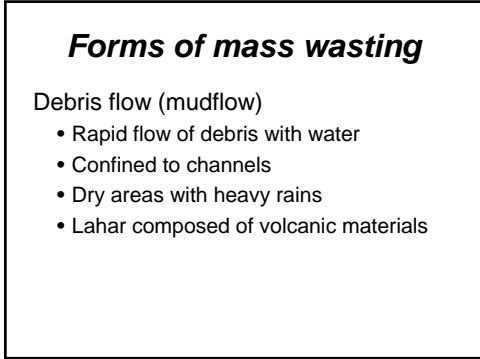 Forms of mass wasting
Debris flow (mudflow)
• Rapid flow of debris with water
• Confined to channels
• Dry areas with heavy rains
• Lahar composed of volcanic materials